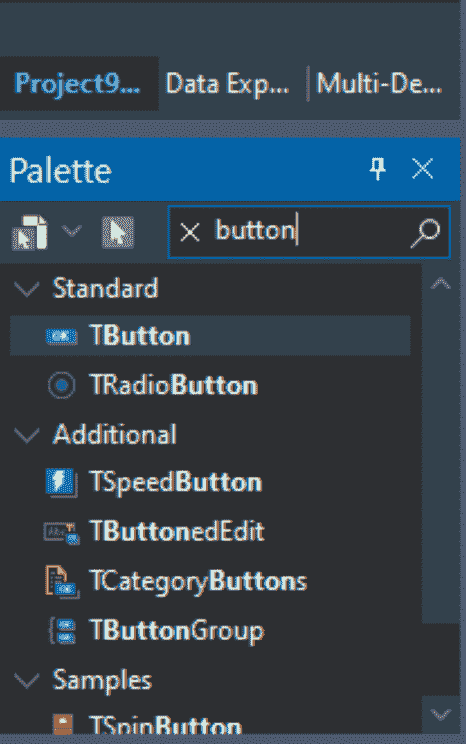 Project9... Data Exp... Multi-De...
Palette
button
Standard
TButton
TRadioButton
Additional
TSpeedButton
TButtonedEdit
TCategoryButtons
TButtonGroup
Samples
TSpinButton